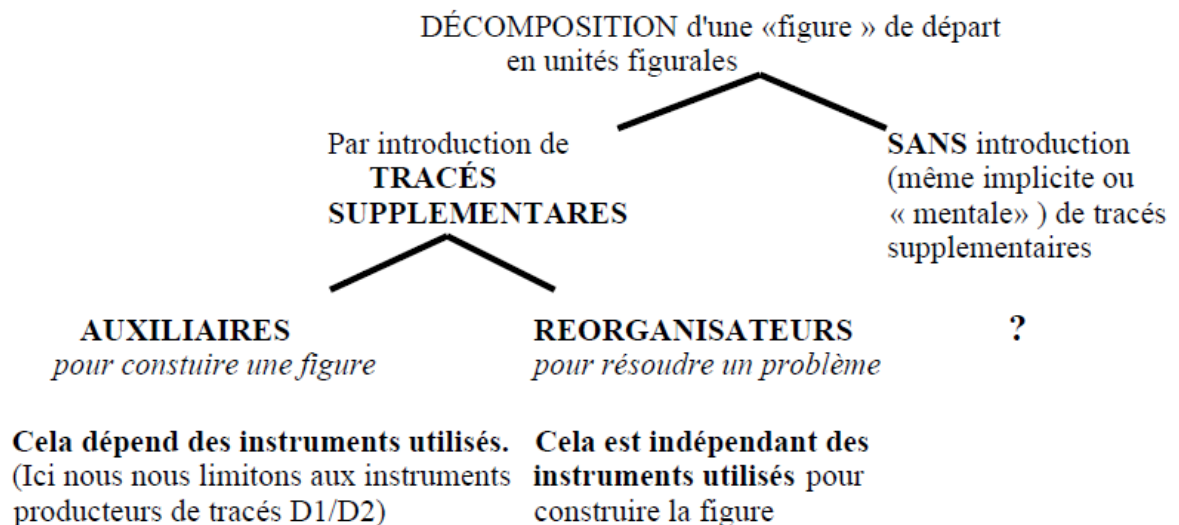 DÉCOMPOSITION d'une «figure » de départ
en unités figurales
Par introduction de
TRACÉS
SUPPLEMENTARES
SANS introduction
(même implicite ou
« mentale» ) de tracés
supplementaires
AUXILIAIRES
pour constuire une figure
REORGANISATEURS
pour résoudre un problème
?
Cela dépend des instruments utilisés.
(Ici nous nous limitons aux instruments
producteurs de tracés D1/D2)
Cela est indépendant des
instruments utilisés pour
construire la figure